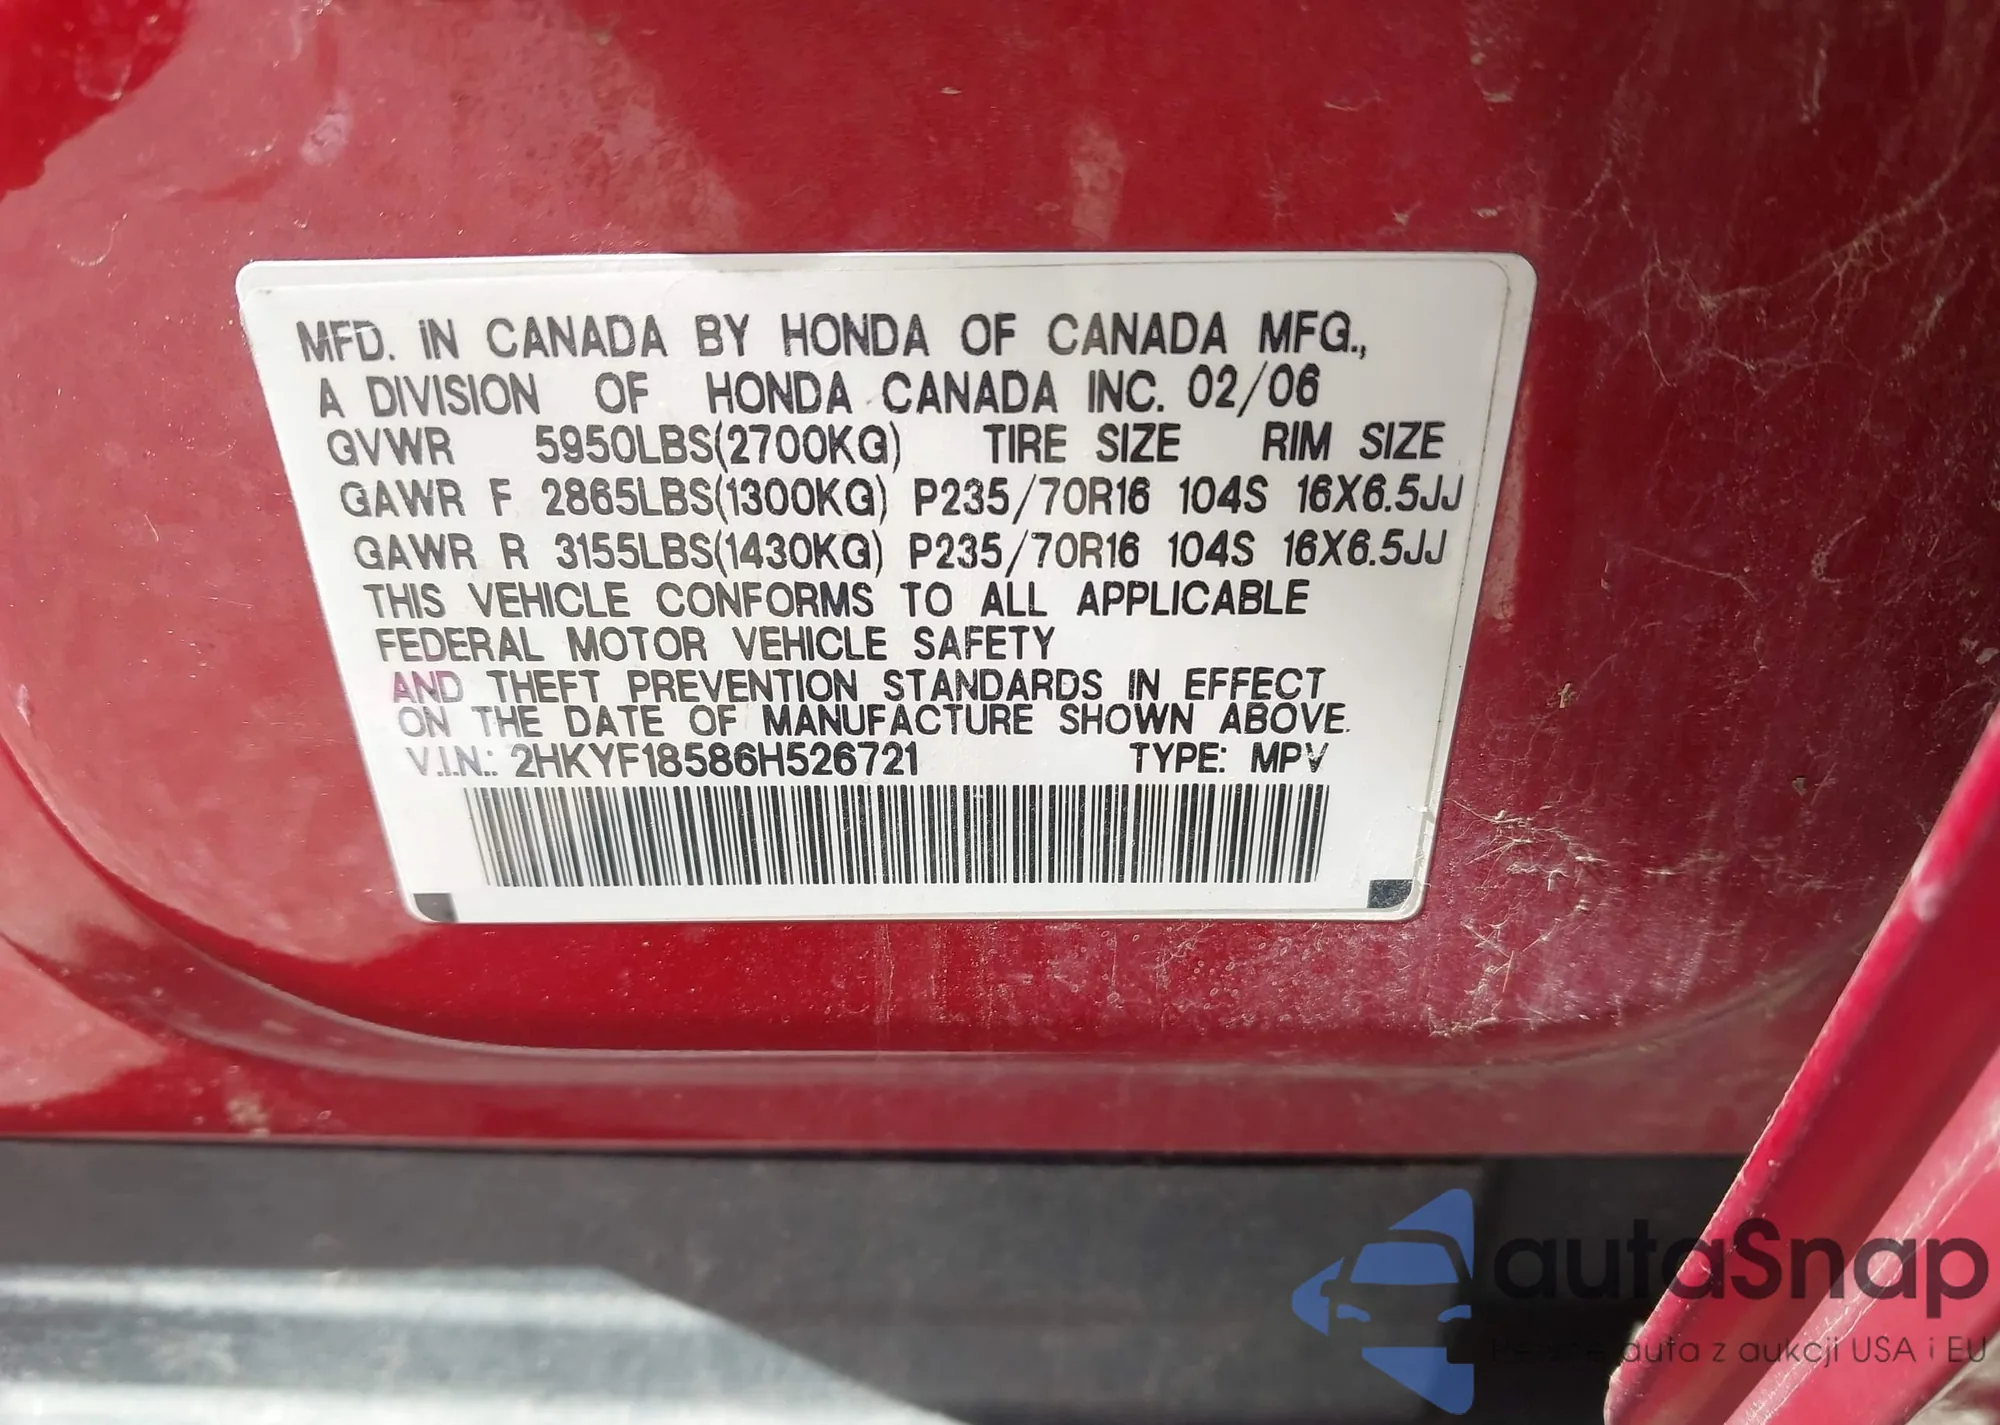 MFD. IN CANADA BY HONDA OF CANADA MFG.,
A DIVISION OF HONDA CANADA INC. 02/06
GVWR 5950LBS(2700KG) TIRE SIZE RIM SIZE
GAWR F 2865LBS(1300KG) P235/70R16 104S 16X6.5JJ
GAWR R 3155LBS(1430KG) P235/70R16 104S 16X6.5JJ
THIS VEHICLE CONFORMS TO ALL APPLICABLE
FEDERAL MOTOR VEHICLE SAFETY
AND THEFT PREVENTION STANDARDS IN EFFECT
ON THE DATE OF MANUFACTURE SHOWN ABOVE.
V.I.N.: 2HKYF18586H526721 TYPE: MPV
autaSnap
auta z aukcji USA i EU